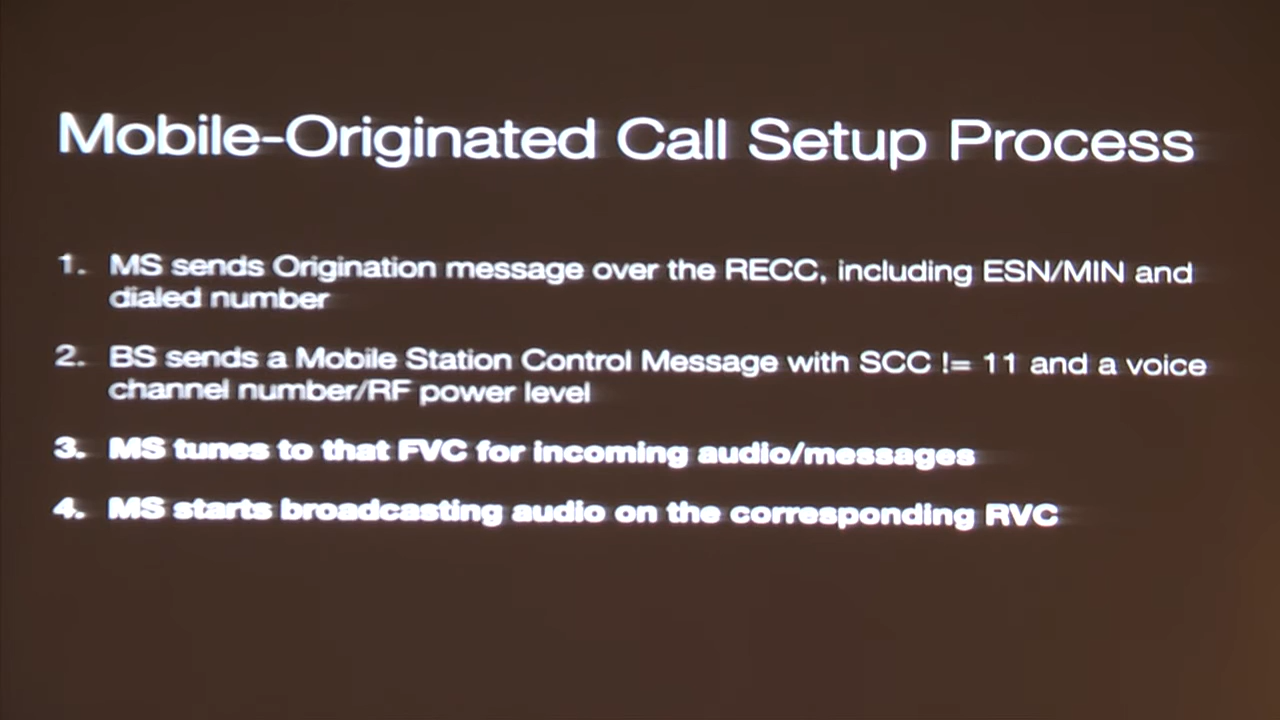 Mobile-Originated Call Setup Process
1. MS sends Origination message over the RECC, including ESN/MIN and
dialed number
2. BS sends a Mobile Station Control Message with SCC != 11 and a voice
channel number/RF power level
3. MS tunes to that FVC for incoming audio/messages
4. MS starts broadcasting audio on the corresponding RVC